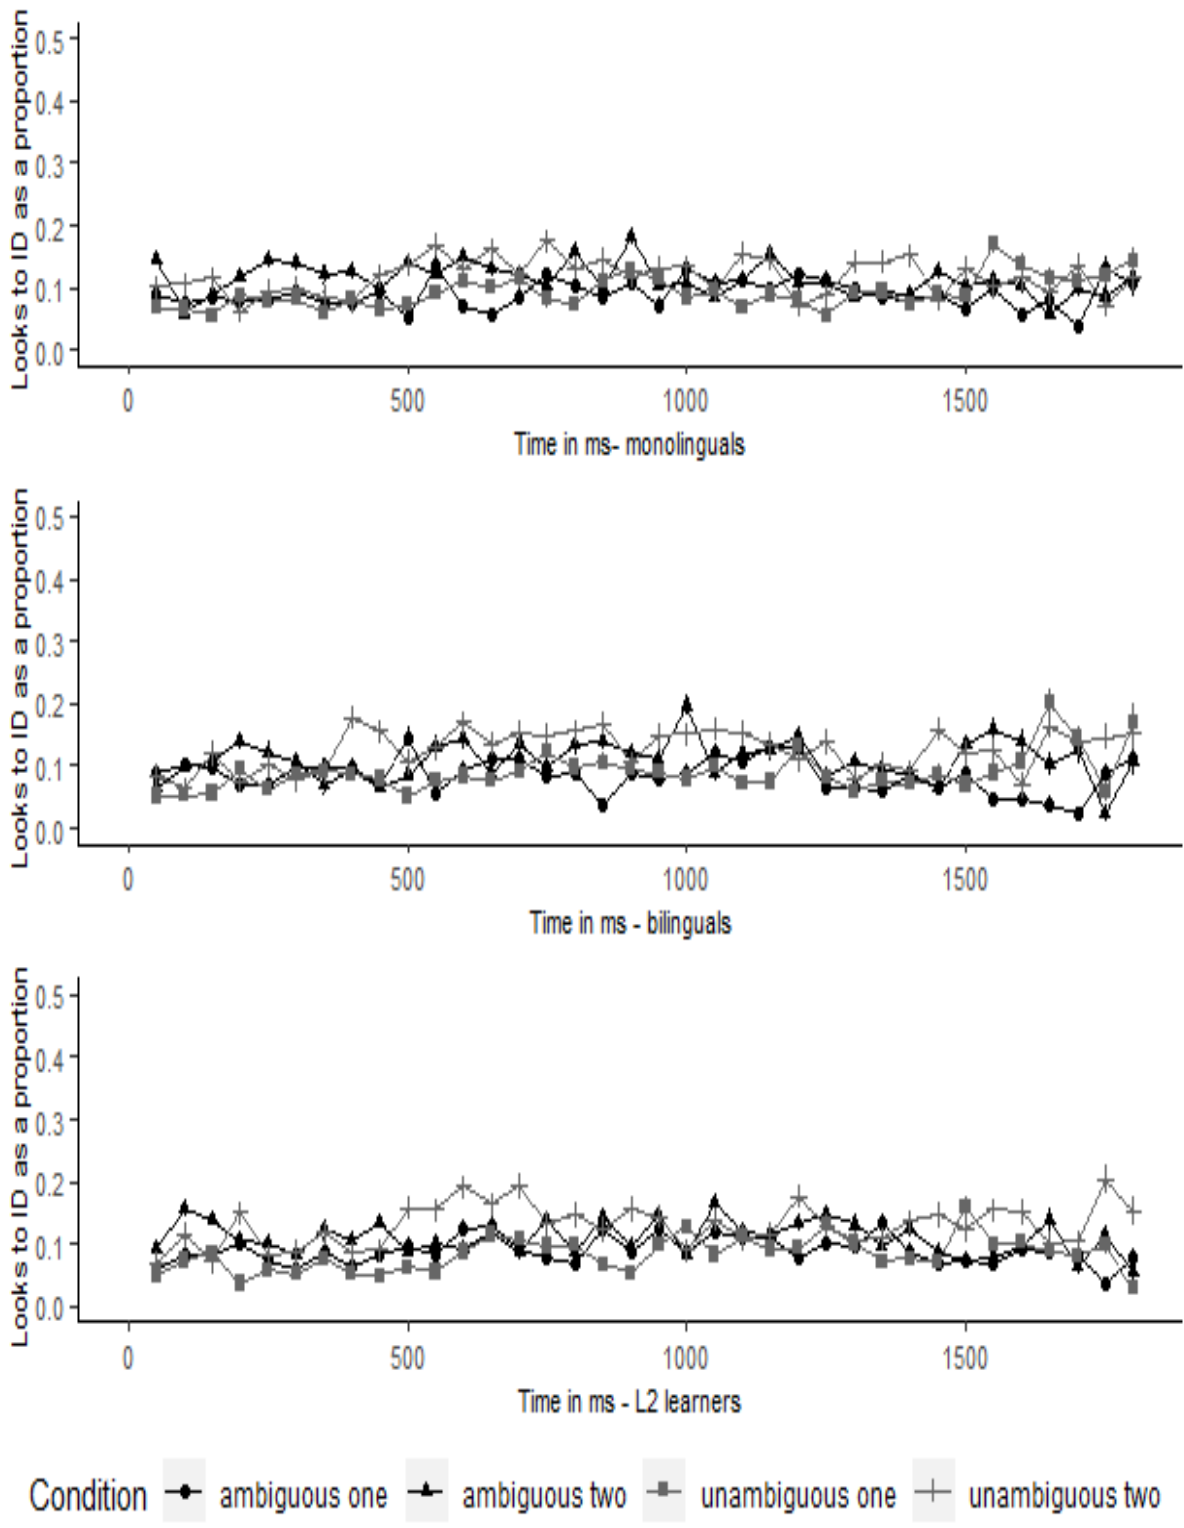 Looks to ID as a proportion
0.5
0.4
0.3
0.2
0.1
0.0
0 500 1000 1500
Time in ms- monolinguals
Looks to ID as a proportion
0.5
0.4
0.3
0.2
0.1
0.0
0 500 1000 1500
Time in ms - bilinguals
Looks to ID as a proportion
0.5
0.4
0.3
0.2
0.1
0.0
0 500 1000 1500
Time in ms - L2 learners
Condition ambiguous one ambiguous two unambiguous one unambiguous two